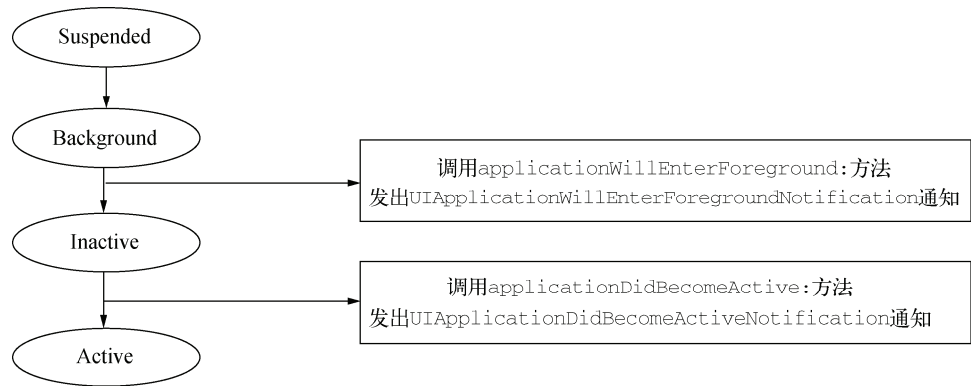 Suspended
Background
调用applicationWillEnterForeground:方法
发出UIApplicationWillEnterForegroundNotification通知
Inactive
调用applicationDidBecomeActive:方法
发出UIApplicationDidBecomeActiveNotification通知
Active